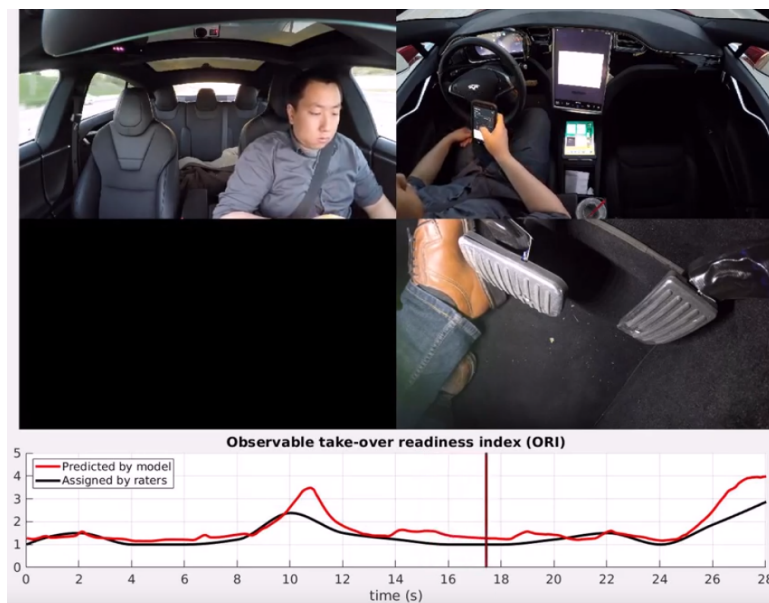 Observable take-over readiness index (ORI)
5
4
3
2
1
0
Predicted by model
Assigned by raters
0 2 4 6 8 10 12 14 16 18 20 22 24 26 28
time (s)